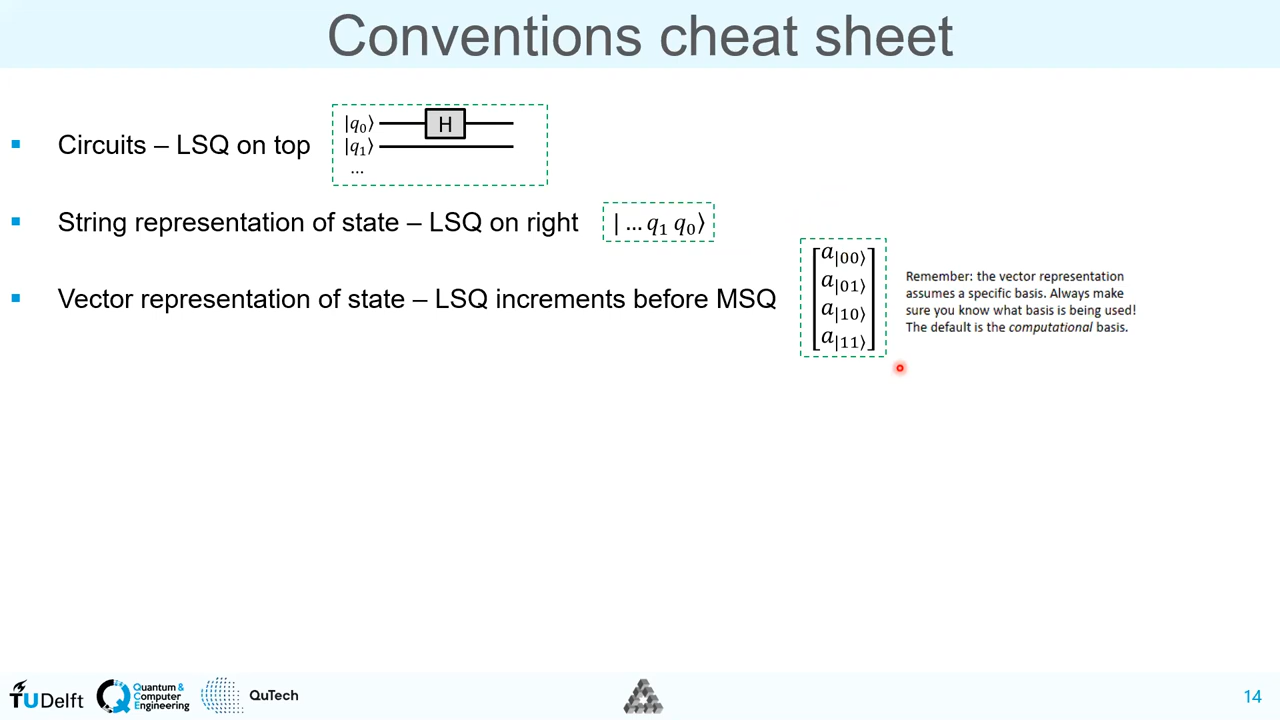 Conventions cheat sheet
|q₀⟩ H
|q₁⟩
...
▪ Circuits – LSQ on top
▪ String representation of state – LSQ on right | ... q₁ q₀⟩
▪ Vector representation of state – LSQ increments before MSQ
a|00⟩
a|01⟩
a|10⟩
a|11⟩
Remember: the vector representation
assumes a specific basis. Always make
sure you know what basis is being used!
The default is the computational basis.
TUDelft
Quantum &
Computer
Engineering
QuTech
14